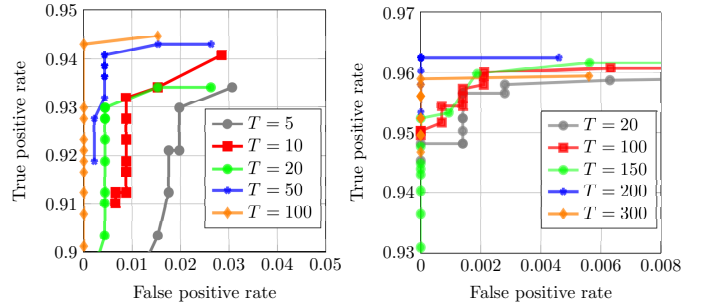 0.95
0.94
0.93
0.92
0.91
0.9
True positive rate
0
0.01
0.02
0.03
0.04
0.05
False positive rate
T = 5
T = 10
T = 20
T = 50
T = 100
0.97
0.96
0.95
0.94
0.93
True positive rate
0
0.002
0.004
0.006
0.008
False positive rate
T = 20
T = 100
T = 150
T = 200
T = 300